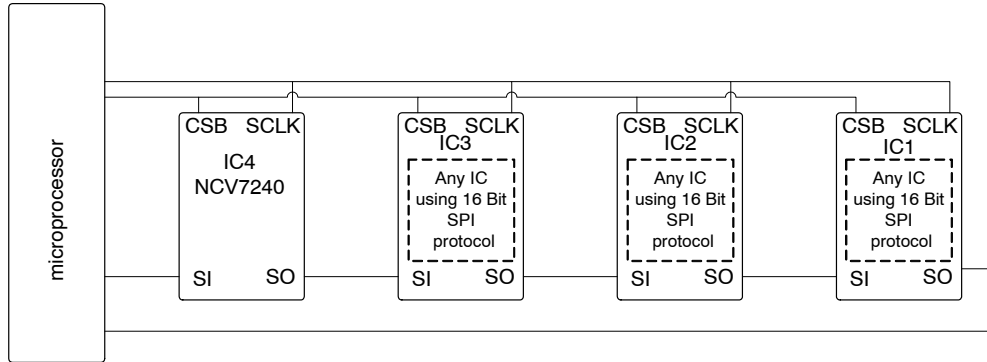 microprocessor
CSB SCLK
IC4
NCV7240
SI SO
CSB SCLK
IC3
Any IC
using 16 Bit
SPI
protocol
SI SO
CSB SCLK
IC2
Any IC
using 16 Bit
SPI
protocol
SI SO
CSB SCLK
IC1
Any IC
using 16 Bit
SPI
protocol
SI SO